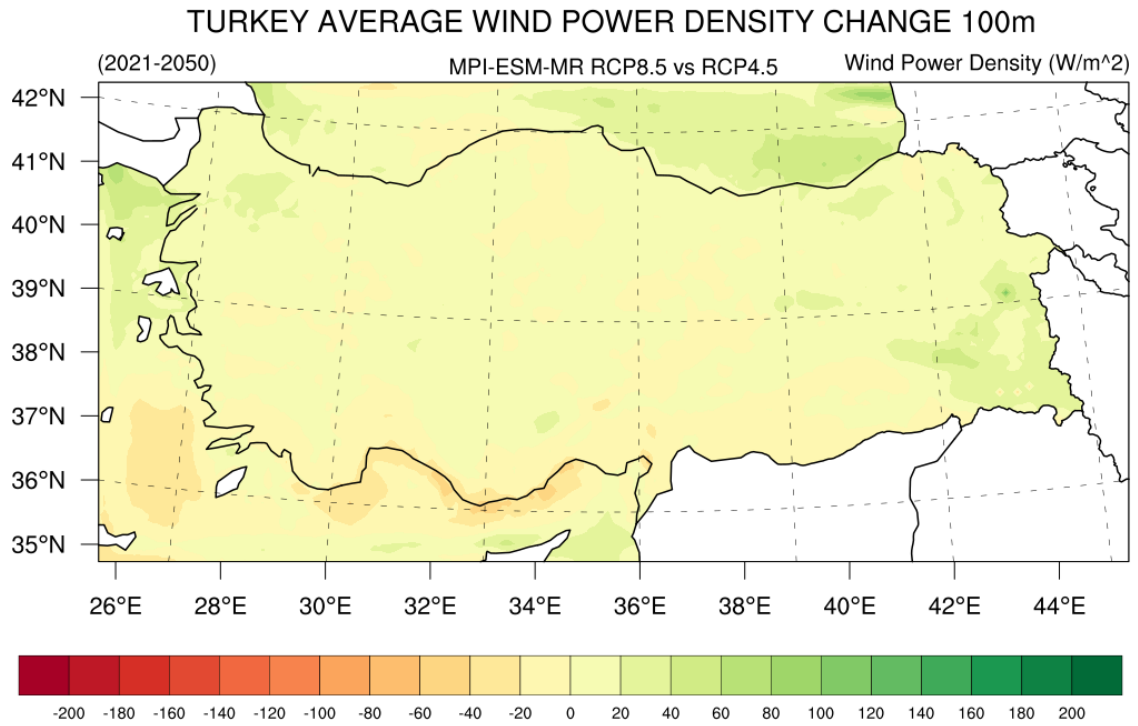 TURKEY AVERAGE WIND POWER DENSITY CHANGE 100m
(2021-2050) MPI-ESM-MR RCP8.5 vs RCP4.5 Wind Power Density (W/m^2)
42°N
41°N
40°N
39°N
38°N
37°N
36°N
35°N
26°E 28°E 30°E 32°E 34°E 36°E 38°E 40°E 42°E 44°E
-200 -180 -160 -140 -120 -100 -80 -60 -40 -20 0 20 40 60 80 100 120 140 160 180 200